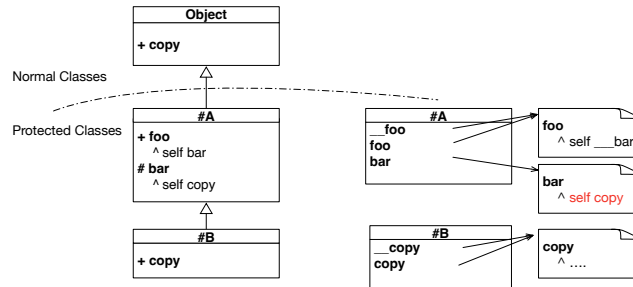 Object
+ copy
Normal Classes
Protected Classes
#A
+ foo
^ self bar
# bar
^ self copy
#B
+ copy
#A
__foo
foo
bar
foo
^ self ___bar
bar
^ self copy
#B
__copy
copy
copy
^ ....